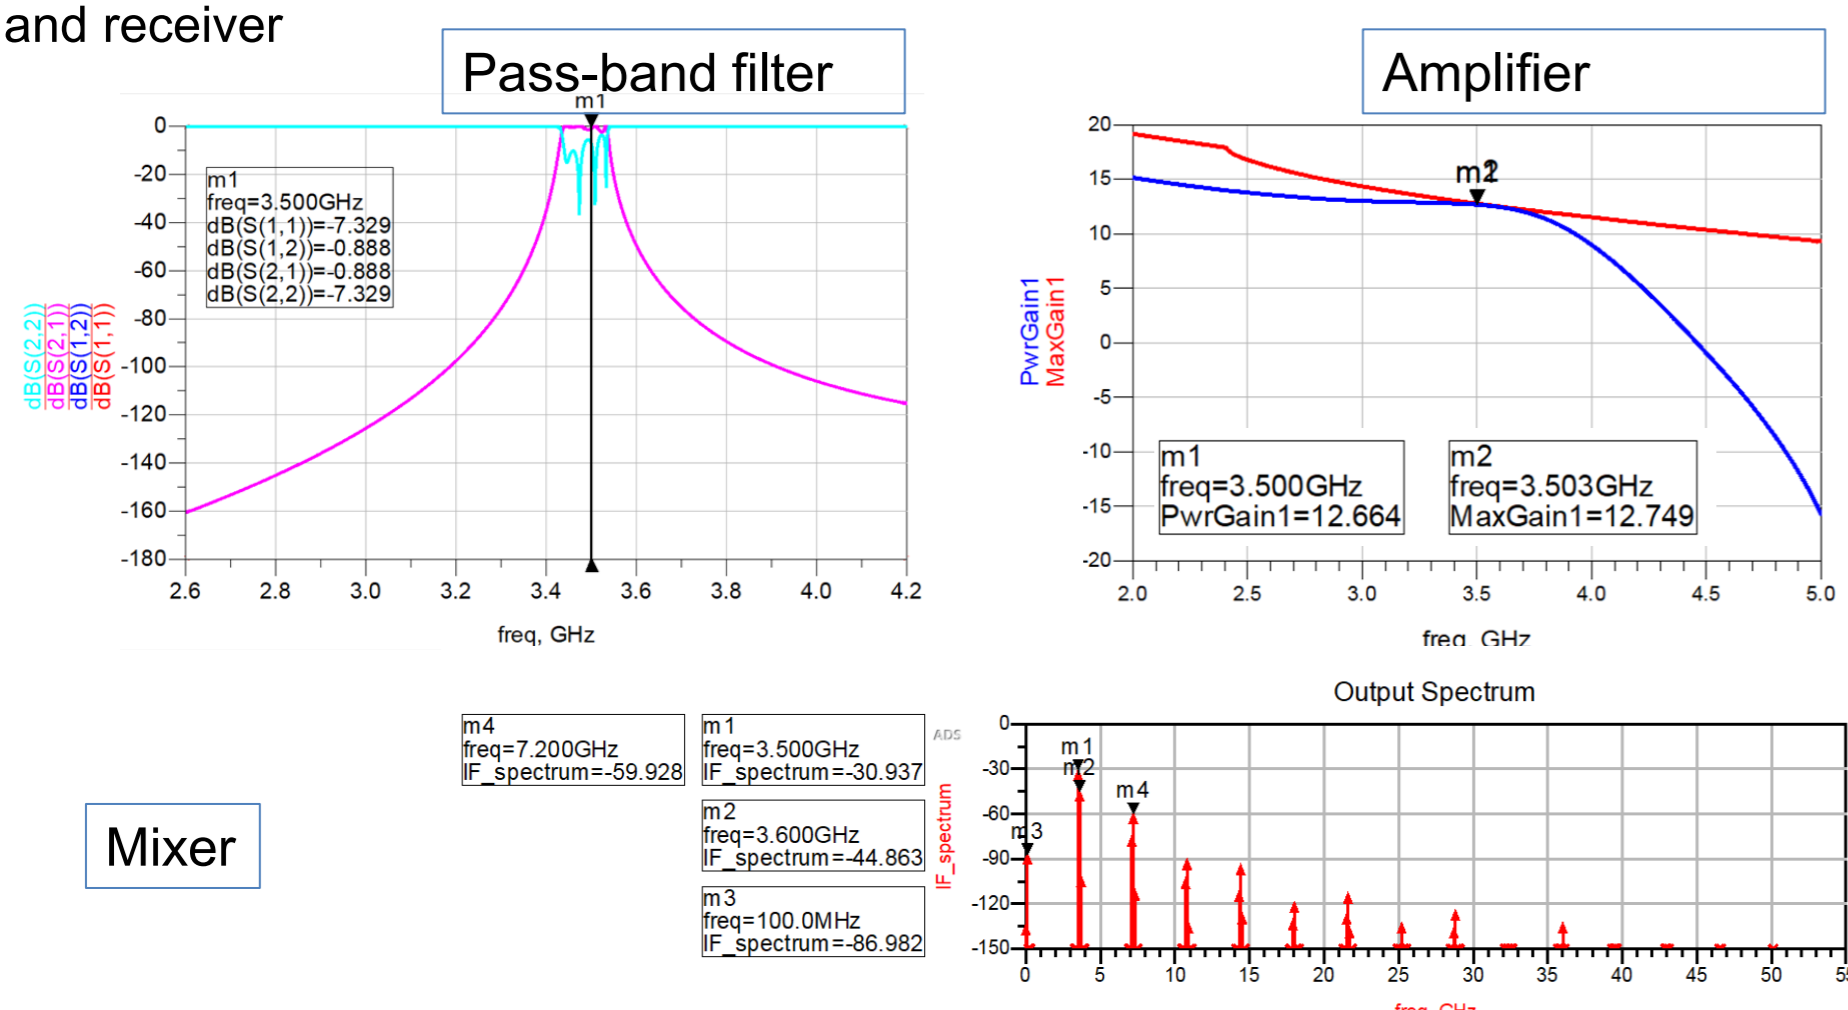 and receiver
Pass-band filter
m1
0
-20
-40
-60
-80
-100
-120
-140
-160
-180
m1
freq=3.500GHz
dB(S(1,1))=-7.329
dB(S(1,2))=-0.888
dB(S(2,1))=-0.888
dB(S(2,2))=-7.329
dB(S(2,2))
dB(S(2,1))
dB(S(1,2))
dB(S(1,1))
2.6 2.8 3.0 3.2 3.4 3.6 3.8 4.0 4.2
freq, GHz
Amplifier
20
15
10
5
0
-5
-10
-15
-20
m2
PwrGain1
MaxGain1
m1
freq=3.500GHz
PwrGain1=12.664
m2
freq=3.503GHz
MaxGain1=12.749
2.0 2.5 3.0 3.5 4.0 4.5 5.0
freq, GHz
Mixer
m4
freq=7.200GHz
IF_spectrum=-59.928
m1
freq=3.500GHz
IF_spectrum=-30.937
m2
freq=3.600GHz
IF_spectrum=-44.863
m3
freq=100.0MHz
IF_spectrum=-86.982
ADS
Output Spectrum
IF_spectrum
0
-30
-60
-90
-120
-150
m1
m2
m4
m3
0 5 10 15 20 25 30 35 40 45 50
freq, GHz